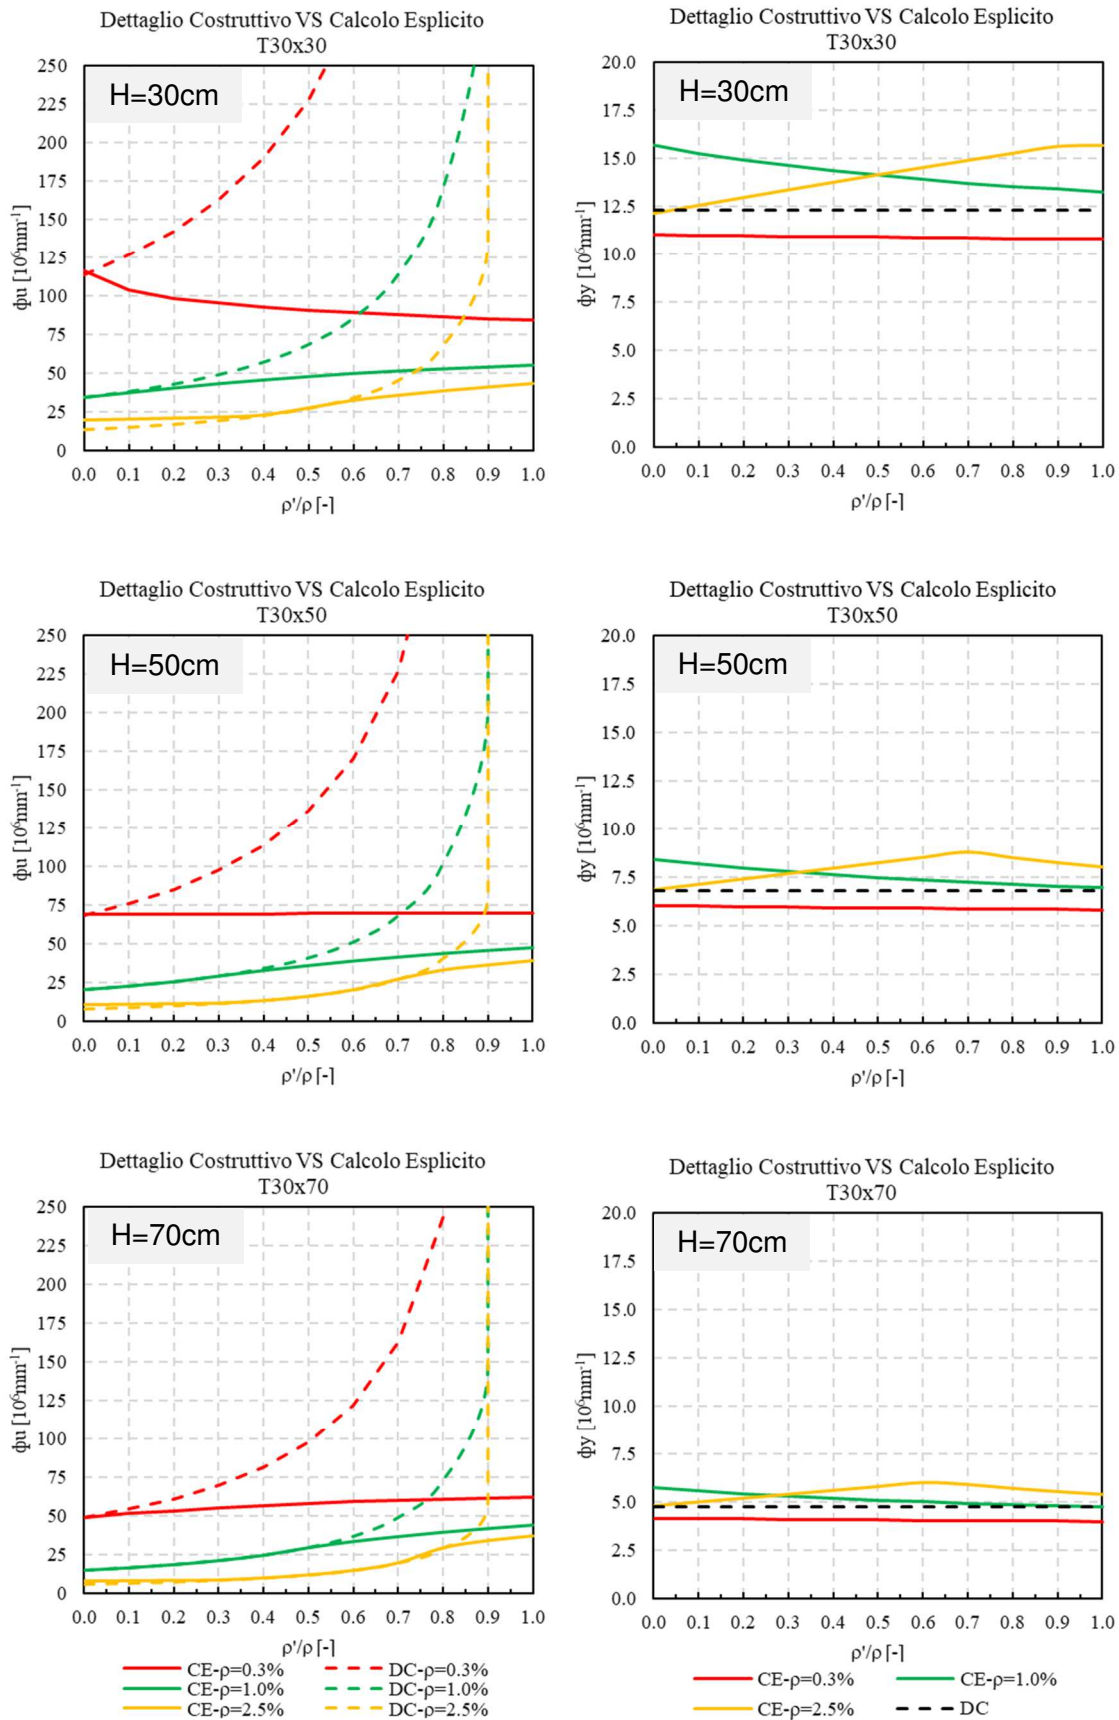 Dettaglio Costruttivo VS Calcolo Esplicito
T30x30
H=30cm
250
225
200
175
150
125
100
75
50
25
0
ϕu [10⁶mm⁻¹]
0.0 0.1 0.2 0.3 0.4 0.5 0.6 0.7 0.8 0.9 1.0
ρ'/ρ [-]
Dettaglio Costruttivo VS Calcolo Esplicito
T30x30
H=30cm
20.0
17.5
15.0
12.5
10.0
7.5
5.0
2.5
0.0
ϕy [10⁶mm⁻¹]
0.0 0.1 0.2 0.3 0.4 0.5 0.6 0.7 0.8 0.9 1.0
ρ'/ρ [-]
Dettaglio Costruttivo VS Calcolo Esplicito
T30x50
H=50cm
250
225
200
175
150
125
100
75
50
25
0
ϕu [10⁶mm⁻¹]
0.0 0.1 0.2 0.3 0.4 0.5 0.6 0.7 0.8 0.9 1.0
ρ'/ρ [-]
Dettaglio Costruttivo VS Calcolo Esplicito
T30x50
H=50cm
20.0
17.5
15.0
12.5
10.0
7.5
5.0
2.5
0.0
ϕy [10⁶mm⁻¹]
0.0 0.1 0.2 0.3 0.4 0.5 0.6 0.7 0.8 0.9 1.0
ρ'/ρ [-]
Dettaglio Costruttivo VS Calcolo Esplicito
T30x70
H=70cm
250
225
200
175
150
125
100
75
50
25
0
ϕu [10⁶mm⁻¹]
0.0 0.1 0.2 0.3 0.4 0.5 0.6 0.7 0.8 0.9 1.0
ρ'/ρ [-]
CE-ρ=0.3% DC-ρ=0.3%
CE-ρ=1.0% DC-ρ=1.0%
CE-ρ=2.5% DC-ρ=2.5%
Dettaglio Costruttivo VS Calcolo Esplicito
T30x70
H=70cm
20.0
17.5
15.0
12.5
10.0
7.5
5.0
2.5
0.0
ϕy [10⁶mm⁻¹]
0.0 0.1 0.2 0.3 0.4 0.5 0.6 0.7 0.8 0.9 1.0
ρ'/ρ [-]
CE-ρ=0.3% CE-ρ=1.0%
CE-ρ=2.5% DC